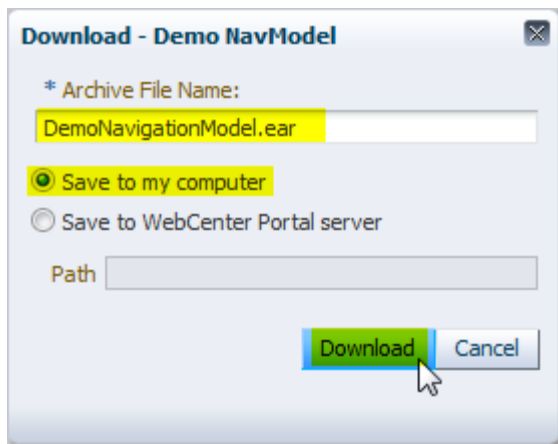 Download - Demo NavModel
* Archive File Name:
DemoNavigationModel.ear
Save to my computer
Save to WebCenter Portal server
Path
Download Cancel